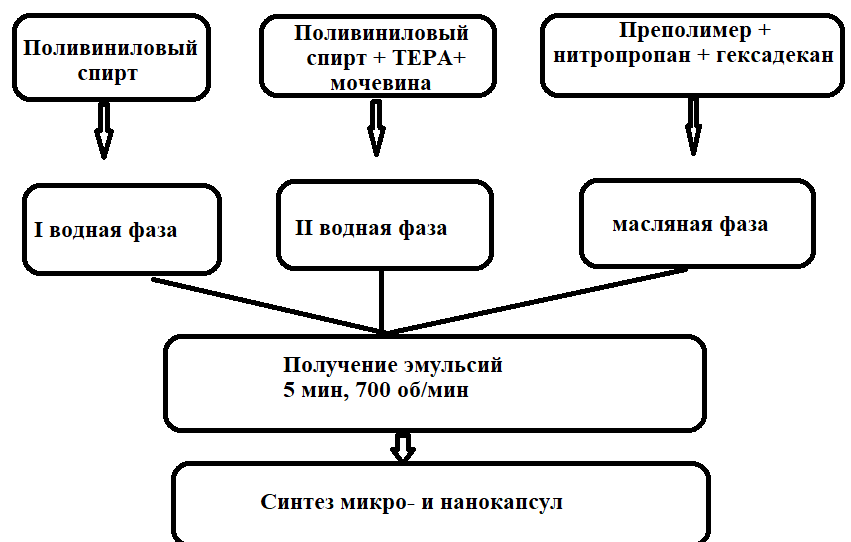 Поливиниловый
спирт
Поливиниловый
спирт + ТЕРА+
мочевина
Преполимер +
нитропропан + гексадекан
I водная фаза
II водная фаза
масляная фаза
Получение эмульсий
5 мин, 700 об/мин
Синтез микро- и нанокапсул